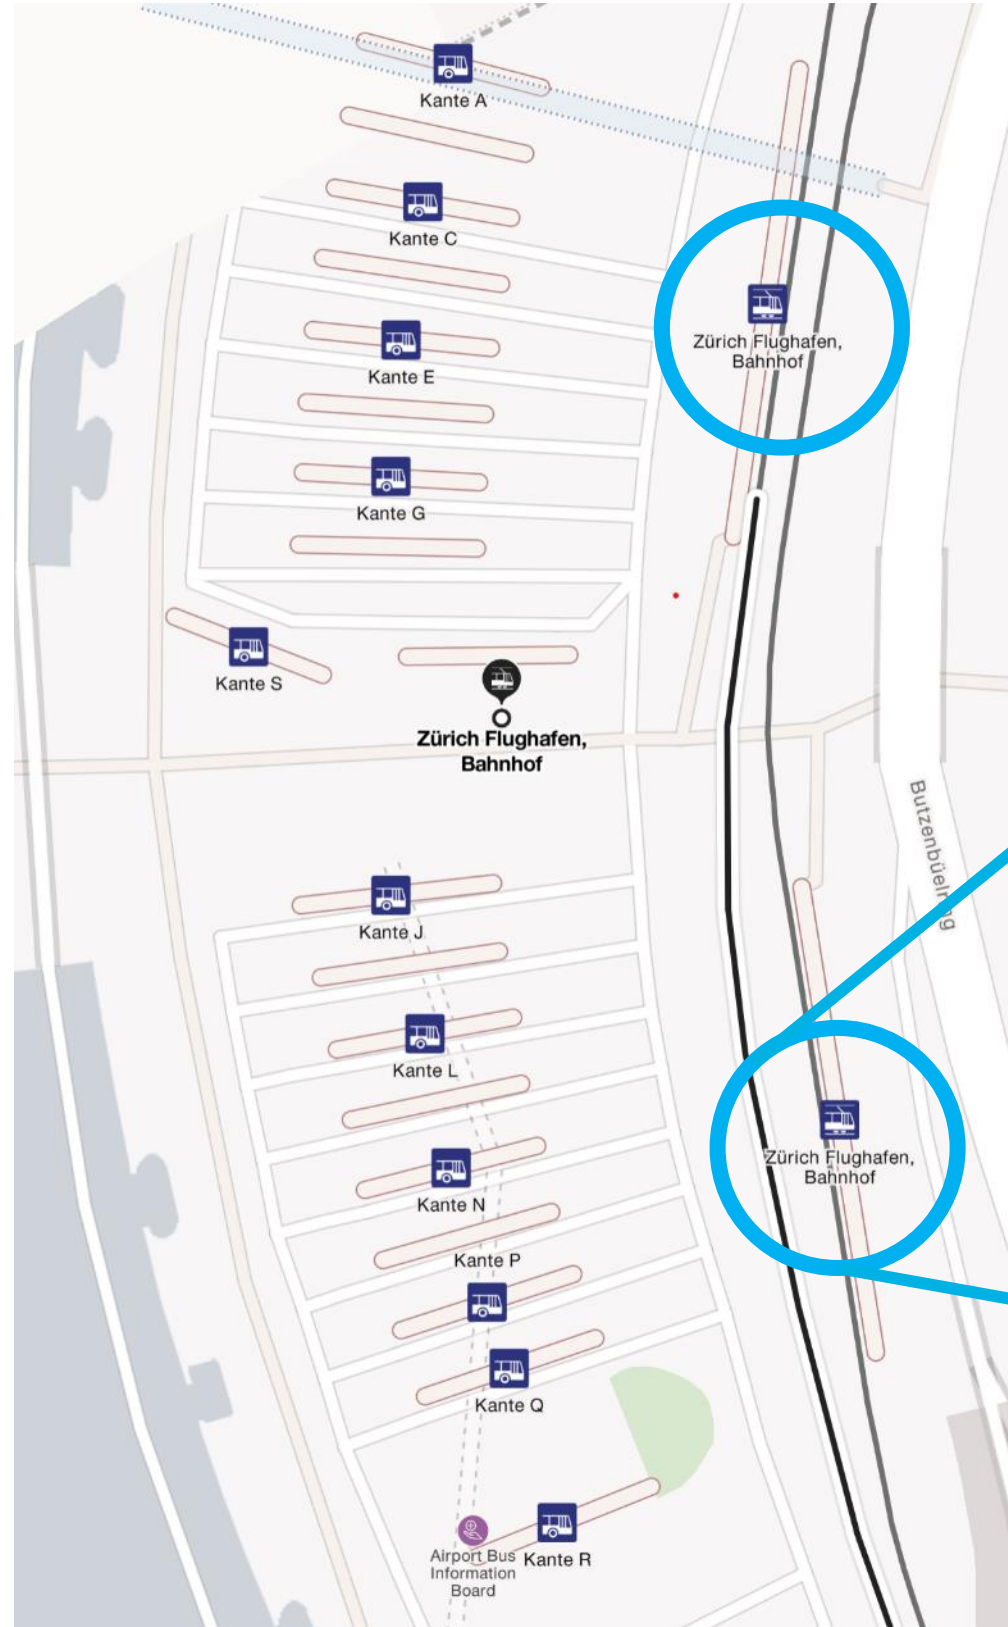 Kante A
Kante C
Zürich Flughafen,
Bahnhof
Kante E
Kante G
Kante S
Zürich Flughafen,
Bahnhof
Butzenbüelring
Kante J
Kante L
Zürich Flughafen,
Bahnhof
Kante N
Kante P
Kante Q
Airport Bus
Information
Board
Kante R